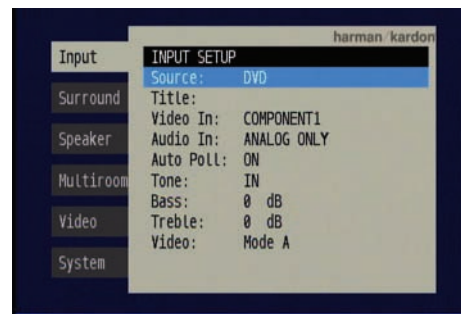 harman/kardon
Input
Surround
Speaker
Multiroom
Video
System
INPUT SETUP
Source: DVD
Title:
Video In: COMPONENT1
Audio In: ANALOG ONLY
Auto Poll: ON
Tone: IN
Bass: 0 dB
Treble: 0 dB
Video: Mode A